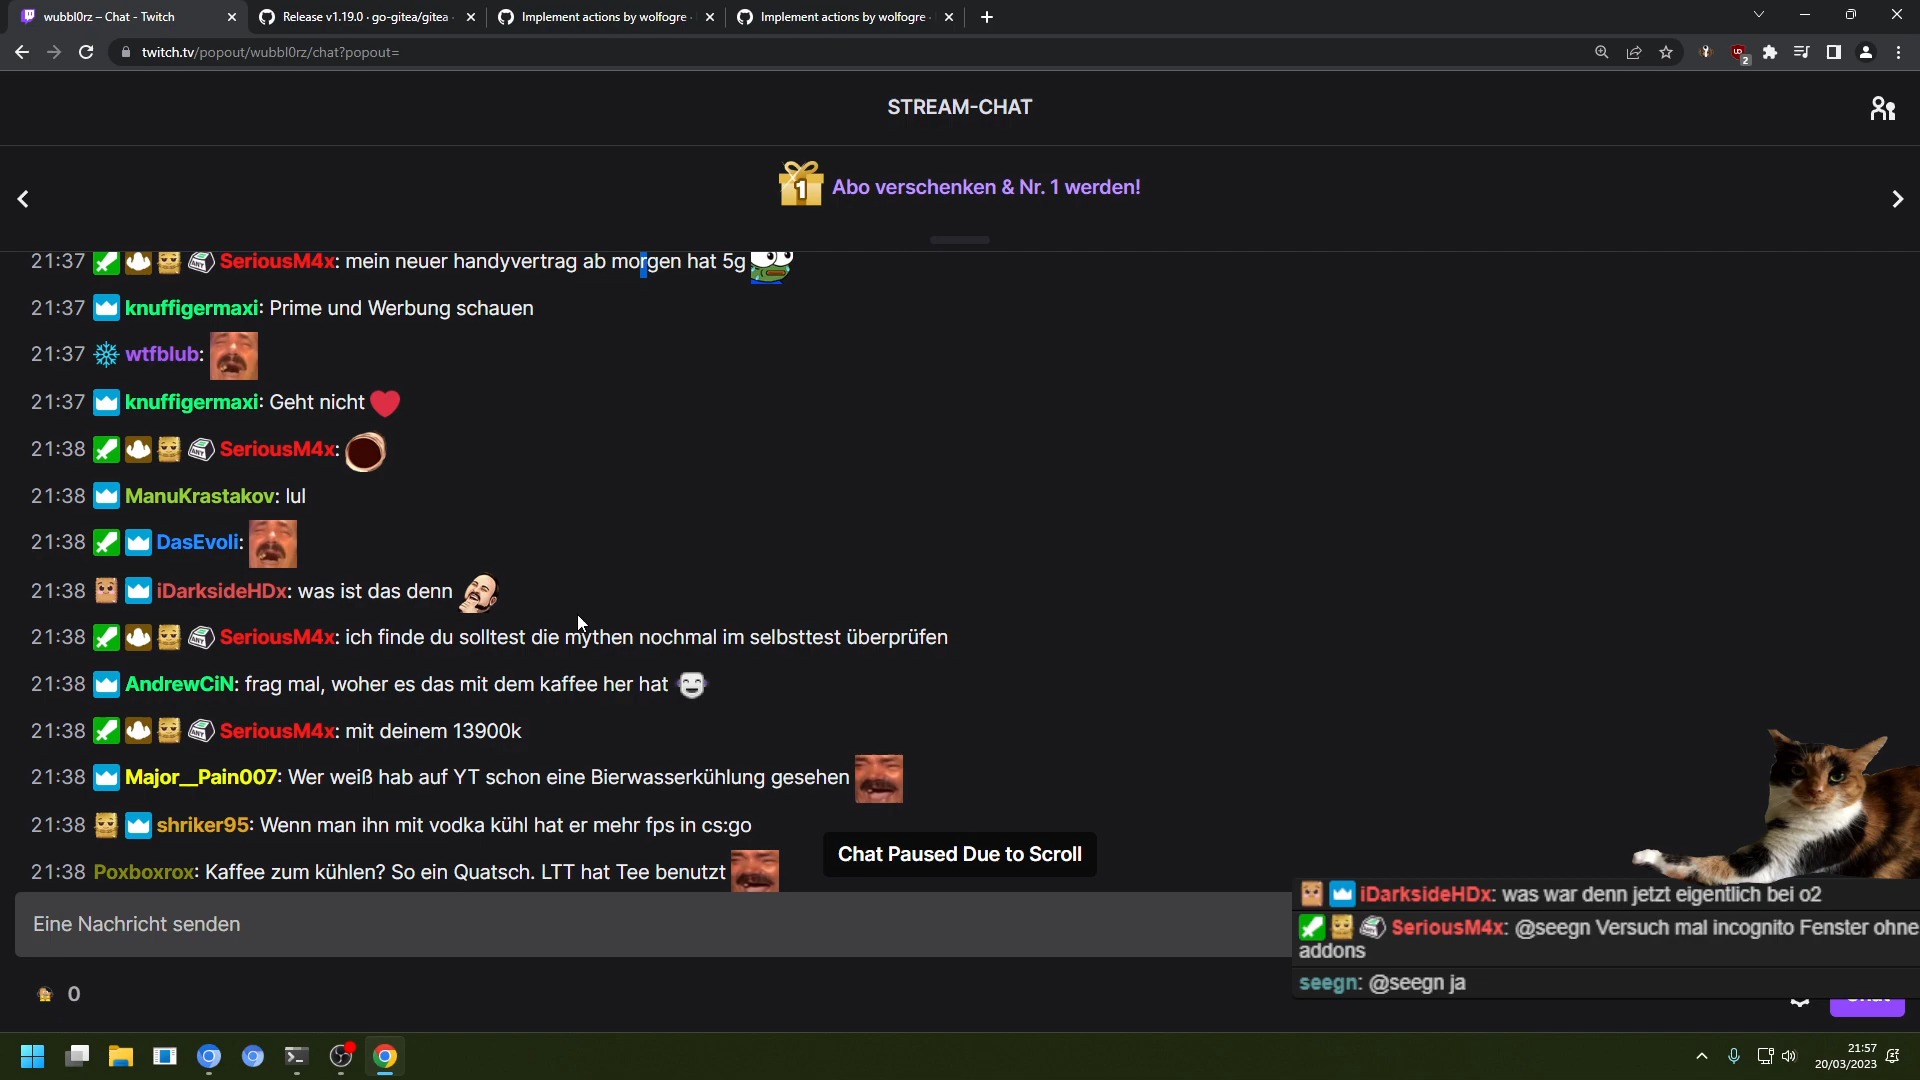 wubbl0rz – Chat - Twitch
Release v1.19.0 · go-gitea/gitea
Implement actions by wolfogre ·
Implement actions by wolfogre ·
twitch.tv/popout/wubbl0rz/chat?popout=
2
STREAM-CHAT
1 Abo verschenken & Nr. 1 werden!
21:37 SeriousM4x: mein neuer handyvertrag ab morgen hat 5g
21:37 knuffigermaxi: Prime und Werbung schauen
21:37 wtfblub:
21:37 knuffigermaxi: Geht nicht
21:38 SeriousM4x:
21:38 ManuKrastakov: lul
21:38 DasEvoli:
21:38 iDarksideHDx: was ist das denn
21:38 SeriousM4x: ich finde du solltest die mythen nochmal im selbsttest überprüfen
21:38 AndrewCiN: frag mal, woher es das mit dem kaffee her hat
21:38 SeriousM4x: mit deinem 13900k
21:38 Major__Pain007: Wer weiß hab auf YT schon eine Bierwasserkühlung gesehen
21:38 shriker95: Wenn man ihn mit vodka kühl hat er mehr fps in cs:go
Chat Paused Due to Scroll
21:38 Poxboxrox: Kaffee zum kühlen? So ein Quatsch. LTT hat Tee benutzt
Eine Nachricht senden
iDarksideHDx: was war denn jetzt eigentlich bei o2
SeriousM4x: @seegn Versuch mal incognito Fenster ohne
addons
seegn: @seegn ja
0
21:57
20/03/2023